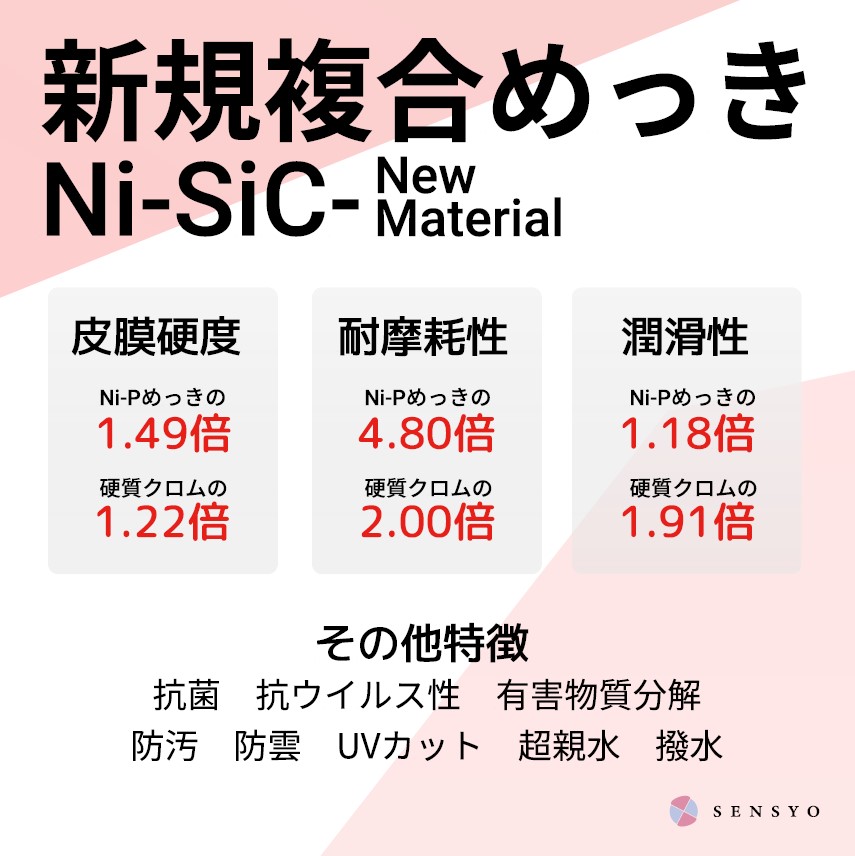 新規複合めっき
Ni-SiC-
New
Material
皮膜硬度
Ni-Pめっきの
1.49倍
硬質クロムの
1.22倍
耐摩耗性
Ni-Pめっきの
4.80倍
硬質クロムの
2.00倍
潤滑性
Ni-Pめっきの
1.18倍
硬質クロムの
1.91倍
その他特徴
抗菌 抗ウイルス性 有害物質分解
防汚 防雲 UVカット 超親水 撥水
SENSYO